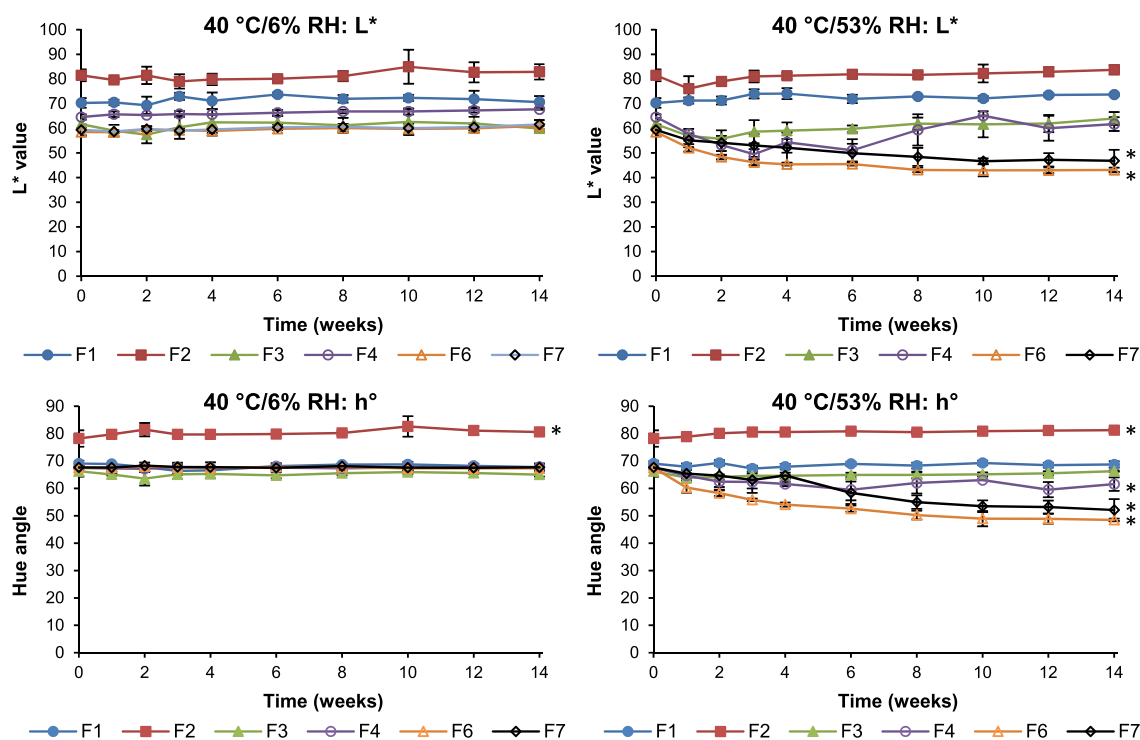 40 °C/6% RH: L*
100
90
80
70
60
50
40
30
20
10
0
L* value
0 2 4 6 8 10 12 14
Time (weeks)
F1 F2 F3 F4 F6 F7
40 °C/53% RH: L*
100
90
80
70
60
50
40
30
20
10
0
L* value
*
*
0 2 4 6 8 10 12 14
Time (weeks)
F1 F2 F3 F4 F6 F7
40 °C/6% RH: h°
90
80
70
60
50
40
30
20
10
0
Hue angle
*
0 2 4 6 8 10 12 14
Time (weeks)
F1 F2 F3 F4 F6 F7
40 °C/53% RH: h°
90
80
70
60
50
40
30
20
10
0
Hue angle
*
*
*
*
0 2 4 6 8 10 12 14
Time (weeks)
F1 F2 F3 F4 F6 F7